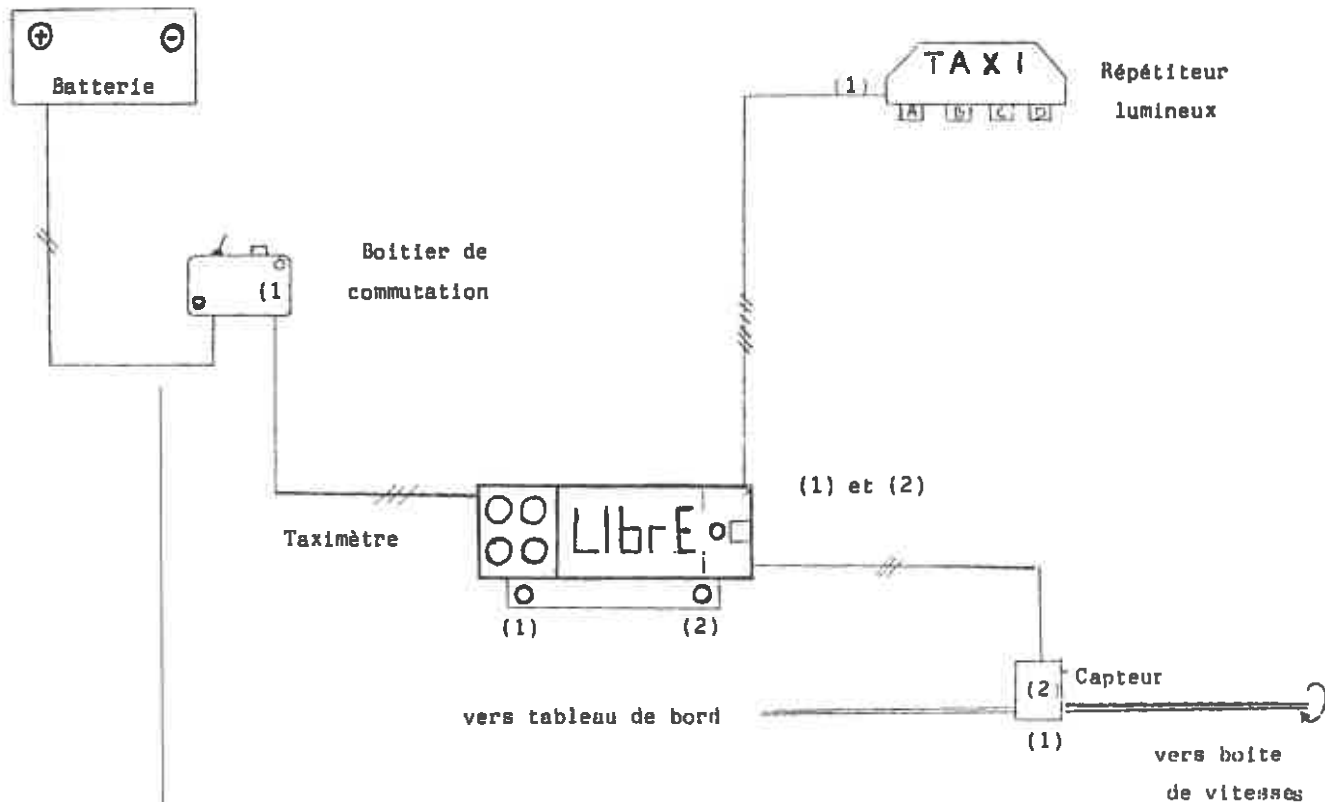 Batterie
TAXI
(1)
Répétiteur
lumineux
A B C D
Boitier de
commutation
(1
(1) et (2)
Taximètre
LIbrE
(1)
(2)
(2)
Capteur
vers tableau de bord
(1)
vers boite
de vitesses